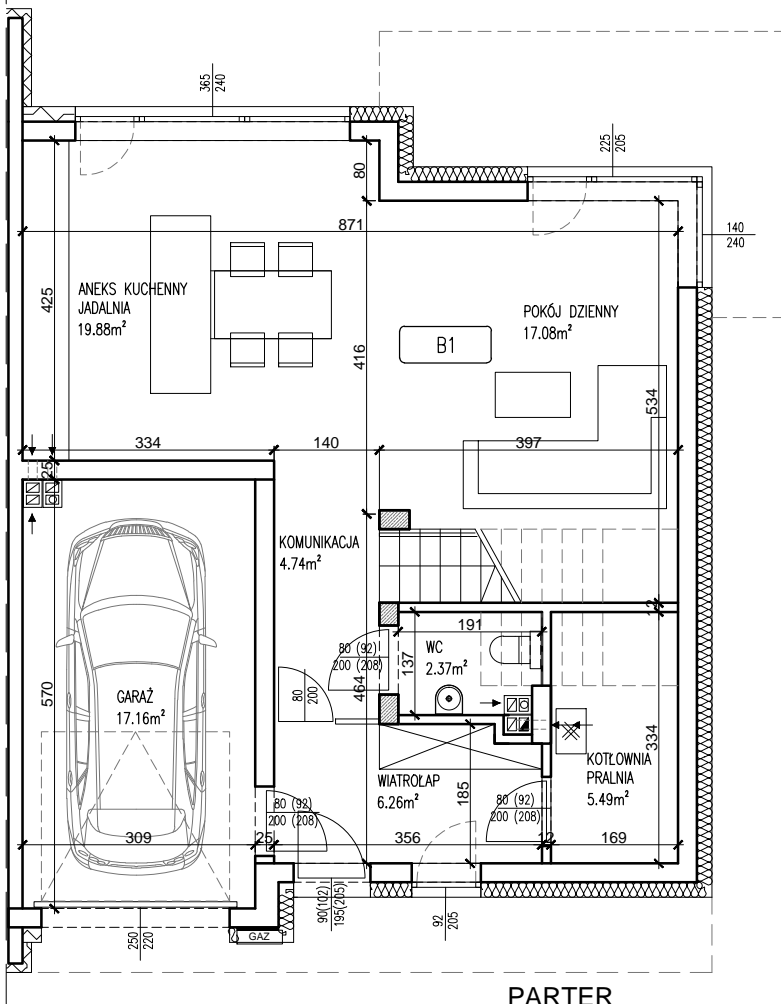 365
240
225
205
80
871
140
240
ANEKS KUCHENNY
JADALNIA
19.88m²
425
POKÓJ DZIENNY
17.08m²
B1
416
534
334
140
397
25
KOMUNIKACJA
4.74m²
191
80 (92)
200 (208)
137
WC
2.37m²
464
80
200
570
GARAŻ
17.16m²
334
KOTŁOWNIA
PRALNIA
5.49m²
WIATROŁAP
6.26m²
185
80 (92)
200 (208)
80 (92)
200 (208)
309
25
356
12
169
90(102)
195(205)
92
205
250
220
GAZ
PARTER